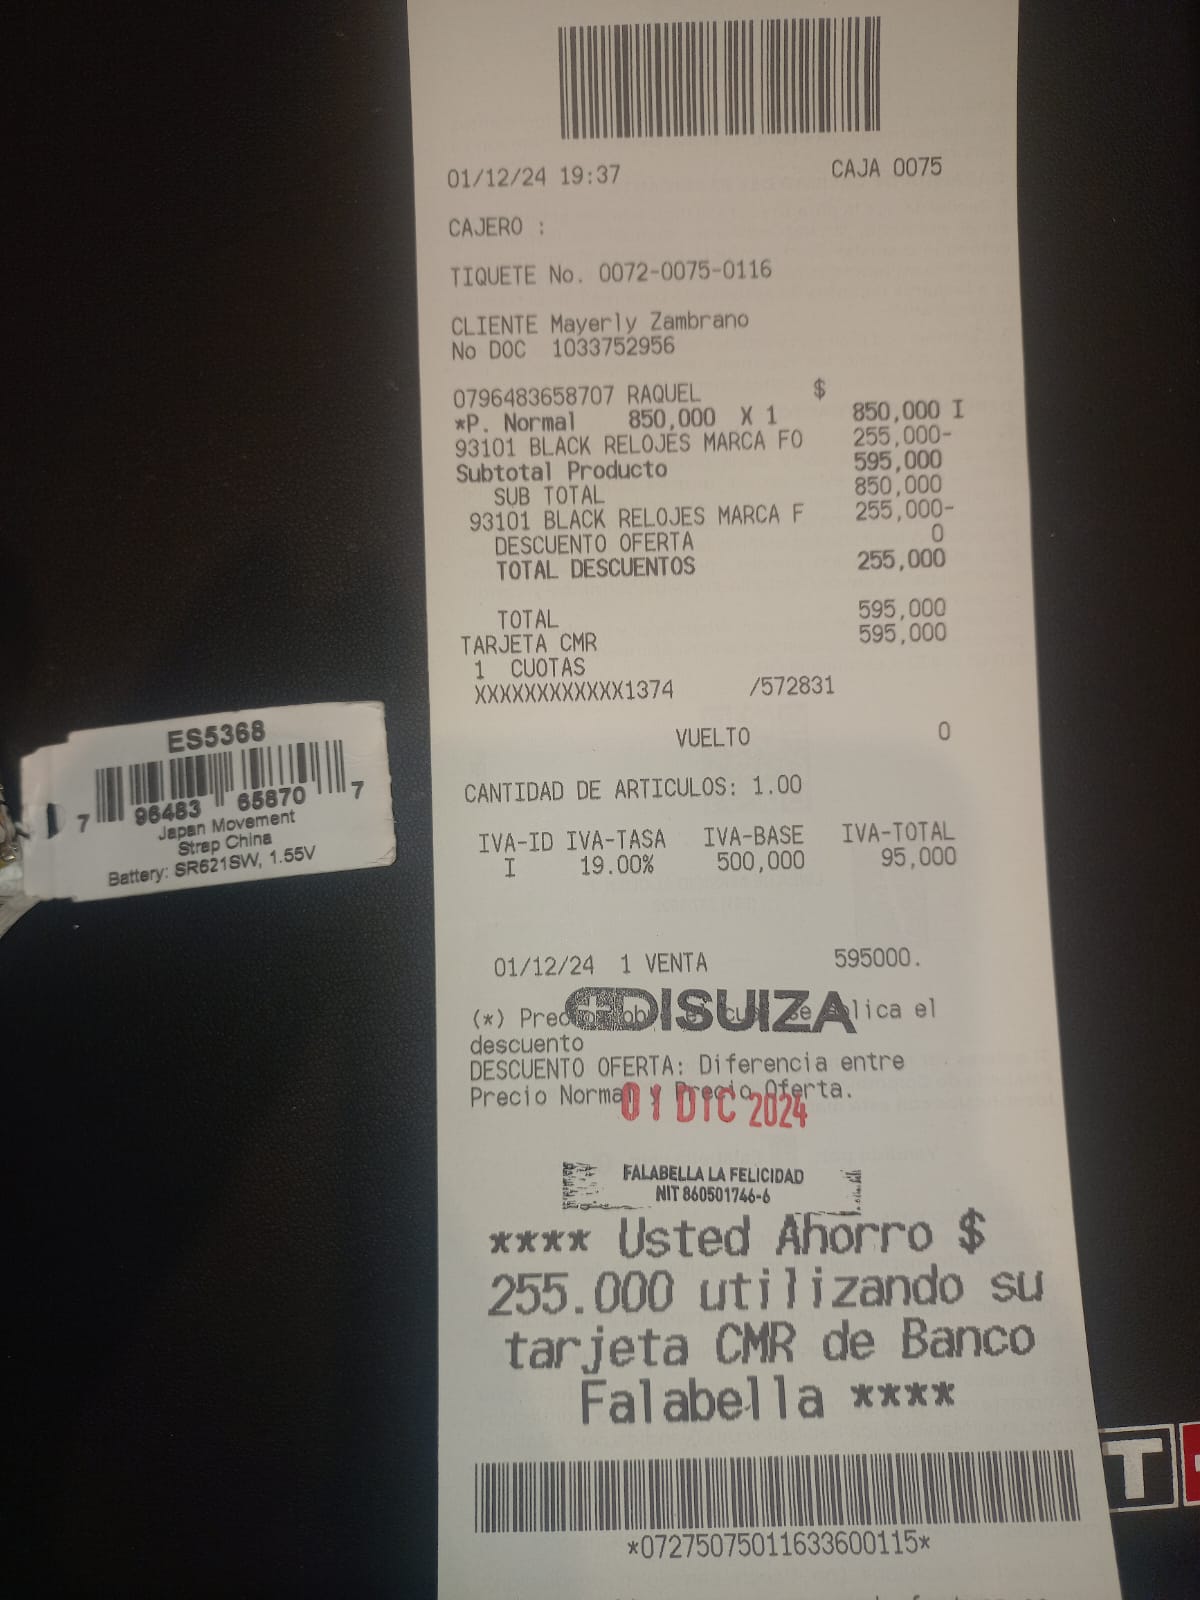 01/12/24 19:37 CAJA 0075
CAJERO :
TIQUETE No. 0072-0075-0116
CLIENTE Mayerly Zambrano
No DOC 1033752956
0796483658707 RAQUEL $
*P. Normal 850,000 X 1 850,000 I
93101 BLACK RELOJES MARCA FO 255,000-
Subtotal Producto 595,000
SUB TOTAL 850,000
93101 BLACK RELOJES MARCA F 255,000-
DESCUENTO OFERTA 0
TOTAL DESCUENTOS 255,000
TOTAL 595,000
TARJETA CMR 595,000
1 CUOTAS
XXXXXXXXXXXX1374 /572831
VUELTO 0
CANTIDAD DE ARTICULOS: 1.00
IVA-ID IVA-TASA IVA-BASE IVA-TOTAL
I 19.00% 500,000 95,000
01/12/24 1 VENTA 595000.
DISUIZA
(*) el
descuento
DESCUENTO OFERTA: Diferencia entre
Precio Normal y Precio Oferta.
01 DIC 2024
FALABELLA LA FELICIDAD
NIT 860501746-6
**** Usted Ahorro $
255.000 utilizando su
tarjeta CMR de Banco
Falabella ****
*07275075011633600115*
ES5368
7 96483 65870 7
Japan Movement
Strap China
Battery: SR621SW, 1.55V
T